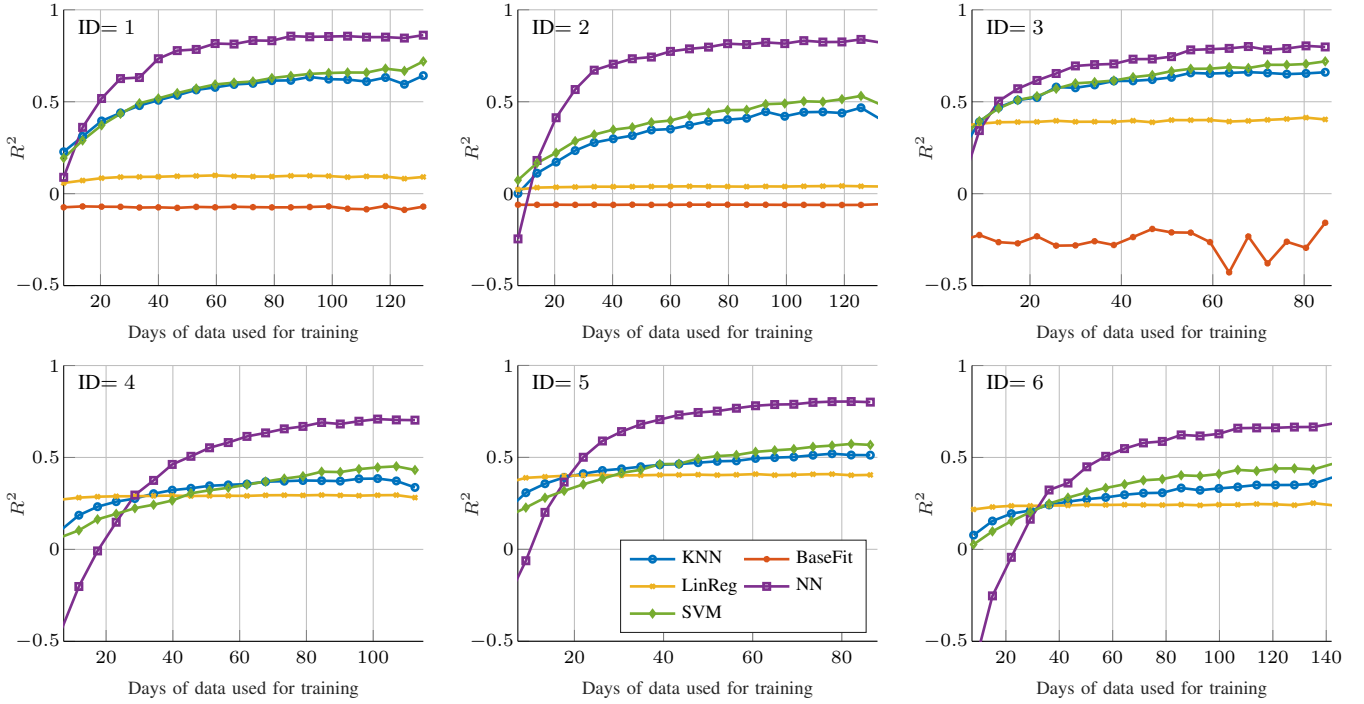 ID= 1
1
0.5
0
−0.5
R²
20 40 60 80 100 120
Days of data used for training
ID= 2
1
0.5
0
−0.5
R²
20 40 60 80 100 120
Days of data used for training
ID= 3
1
0.5
0
−0.5
R²
20 40 60 80
Days of data used for training
ID= 4
1
0.5
0
−0.5
R²
20 40 60 80 100
Days of data used for training
ID= 5
1
0.5
0
−0.5
R²
20 40 60 80
Days of data used for training
KNN BaseFit
LinReg NN
SVM
ID= 6
1
0.5
0
−0.5
R²
20 40 60 80 100 120 140
Days of data used for training